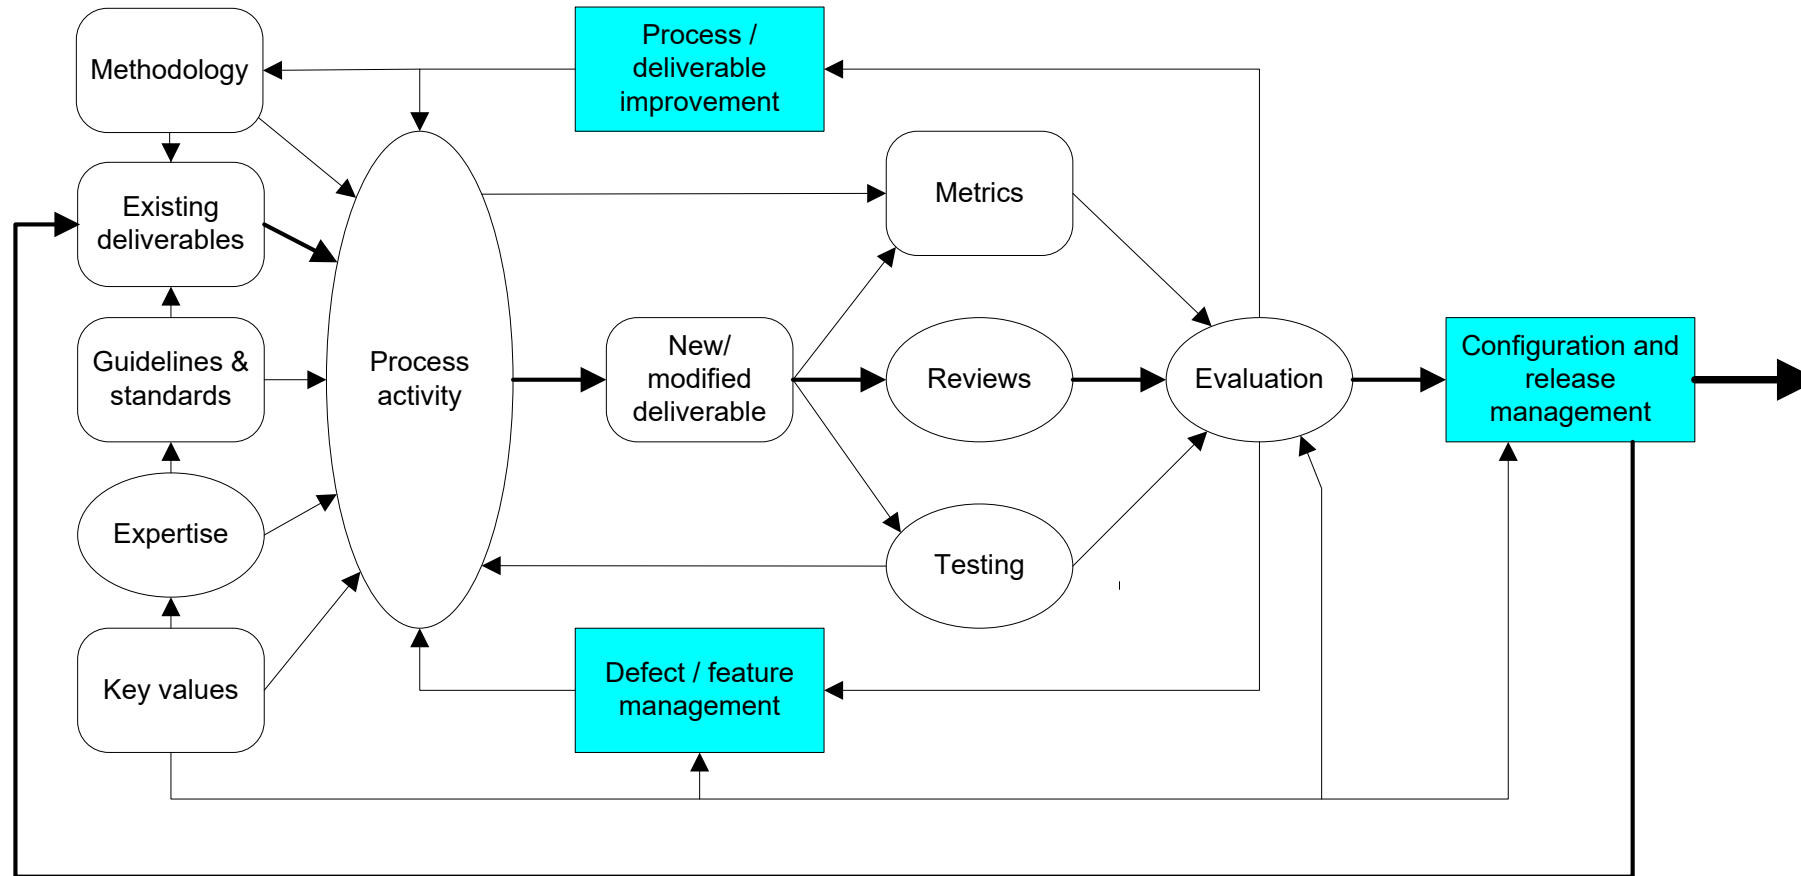 Process /
deliverable
improvement
Methodology
Existing
deliverables
Metrics
Guidelines &
standards
Process
activity
New/
modified
deliverable
Reviews
Evaluation
Configuration and
release
management
Expertise
Testing
Key values
Defect / feature
management